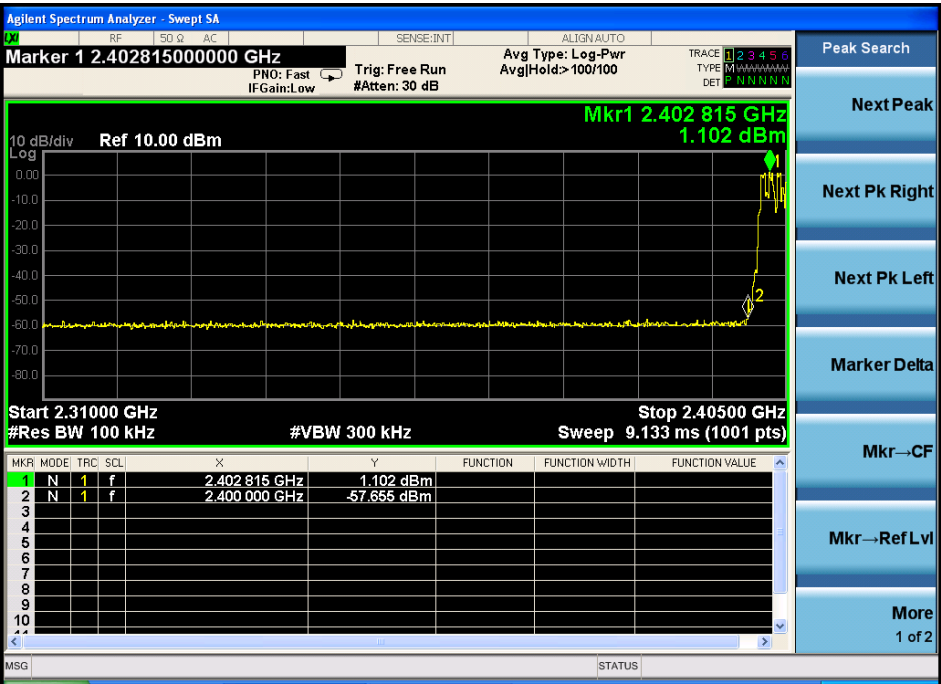 Agilent Spectrum Analyzer - Swept SA
LXI RF 50 Ω AC SENSE:INT ALIGN AUTO
Marker 1 2.402815000000 GHz
PNO: Fast
IFGain:Low
Trig: Free Run
#Atten: 30 dB
Avg Type: Log-Pwr
Avg|Hold:> 100/100
TRACE 1 2 3 4 5 6
TYPE M WWWWW
DET P N N N N N
Peak Search
Next Peak
Next Pk Right
Next Pk Left
Marker Delta
Mkr→CF
Mkr→Ref Lvl
More
1 of 2
Mkr1 2.402 815 GHz
1.102 dBm
10 dB/div Ref 10.00 dBm
Log
1
0.00
-10.0
-20.0
-30.0
-40.0
-50.0
2
-60.0
-70.0
-80.0
Start 2.31000 GHz Stop 2.40500 GHz
#Res BW 100 kHz #VBW 300 kHz Sweep 9.133 ms (1001 pts)
MKR MODE TRC SCL X Y FUNCTION FUNCTION WIDTH FUNCTION VALUE
1 N 1 f 2.402 815 GHz 1.102 dBm
2 N 1 f 2.400 000 GHz -57.655 dBm
3
4
5
6
7
8
9
10
11
MSG STATUS